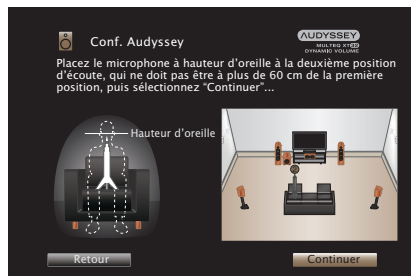 Conf. Audyssey
AUDYSSEY
MULTEQ XT32
DYNAMIC VOLUME
Placez le microphone à hauteur d'oreille à la deuxième position
d'écoute, qui ne doit pas être à plus de 60 cm de la première
position, puis sélectionnez “Continuer”...
Hauteur d'oreille
Retour
Continuer